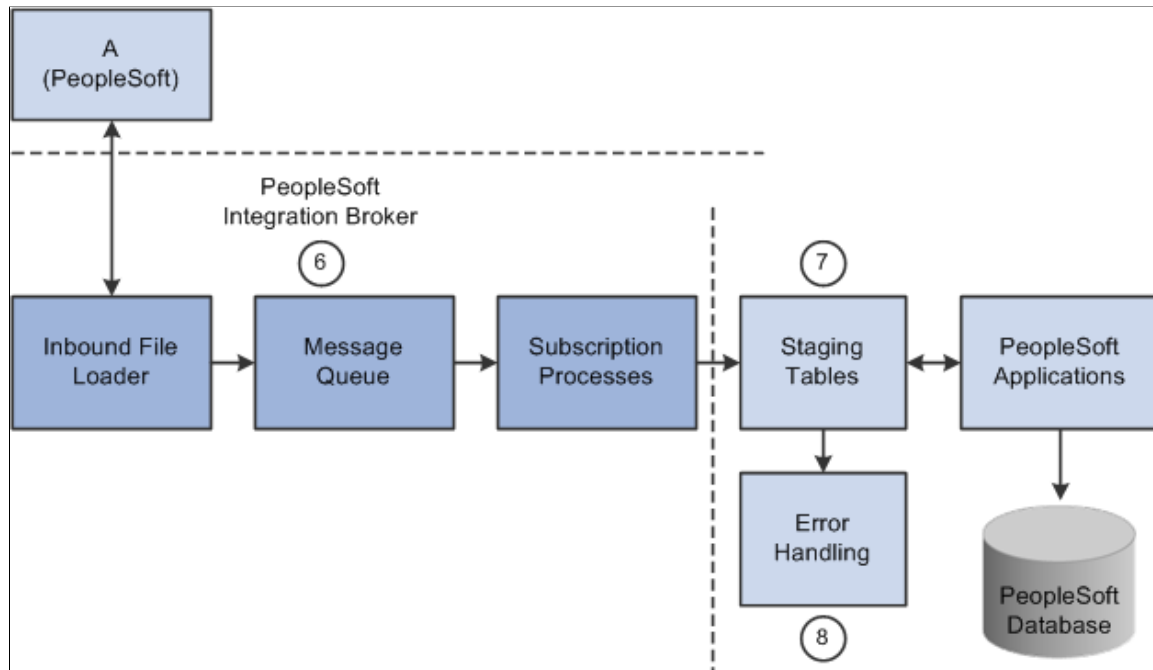 A
(PeopleSoft)
PeopleSoft
Integration Broker
6
7
Inbound File
Loader
Message
Queue
Subscription
Processes
Staging
Tables
PeopleSoft
Applications
Error
Handling
8
PeopleSoft
Database